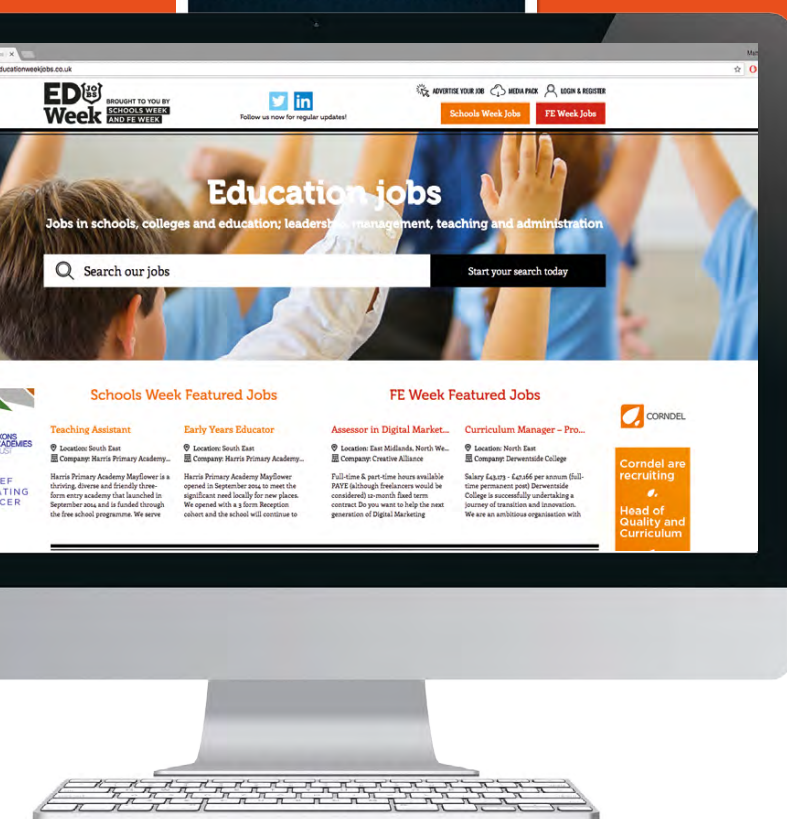 Mat
educationweekjobs.co.uk
ED JOBS
Week
BROUGHT TO YOU BY
SCHOOLS WEEK
AND FE WEEK
Follow us now for regular updates!
ADVERTISE YOUR JOB MEDIA PACK LOGIN & REGISTER
Schools Week Jobs FE Week Jobs
Education jobs
Jobs in schools, colleges and education; leadership, management, teaching and administration
Search our jobs
Start your search today
Schools Week Featured Jobs
Teaching Assistant
Location: South East
Company: Harris Primary Academy...
Harris Primary Academy Mayflower is a
thriving, diverse and friendly three-
form entry academy that launched in
September 2014 and is funded through
the free school programme. We serve
Early Years Educator
Location: South East
Company: Harris Primary Academy...
Harris Primary Academy Mayflower
opened in September 2014 to meet the
significant need locally for new places.
We opened with a 3 form Reception
cohort and the school will continue to
FE Week Featured Jobs
Assessor in Digital Market...
Location: East Midlands, North We...
Company: Creative Alliance
Full-time & part-time hours available
PAYE (although freelancers would be
considered) 12-month fixed term
contract Do you want to help the next
generation of Digital Marketing
Curriculum Manager – Pro...
Location: North East
Company: Derwentside College
Salary £43,173 - £47,166 per annum (full-
time permanent post) Derwentside
College is successfully undertaking a
journey of transition and innovation.
We are an ambitious organisation with
CORNDEL
Corndel are
recruiting
Head of
Quality and
Curriculum